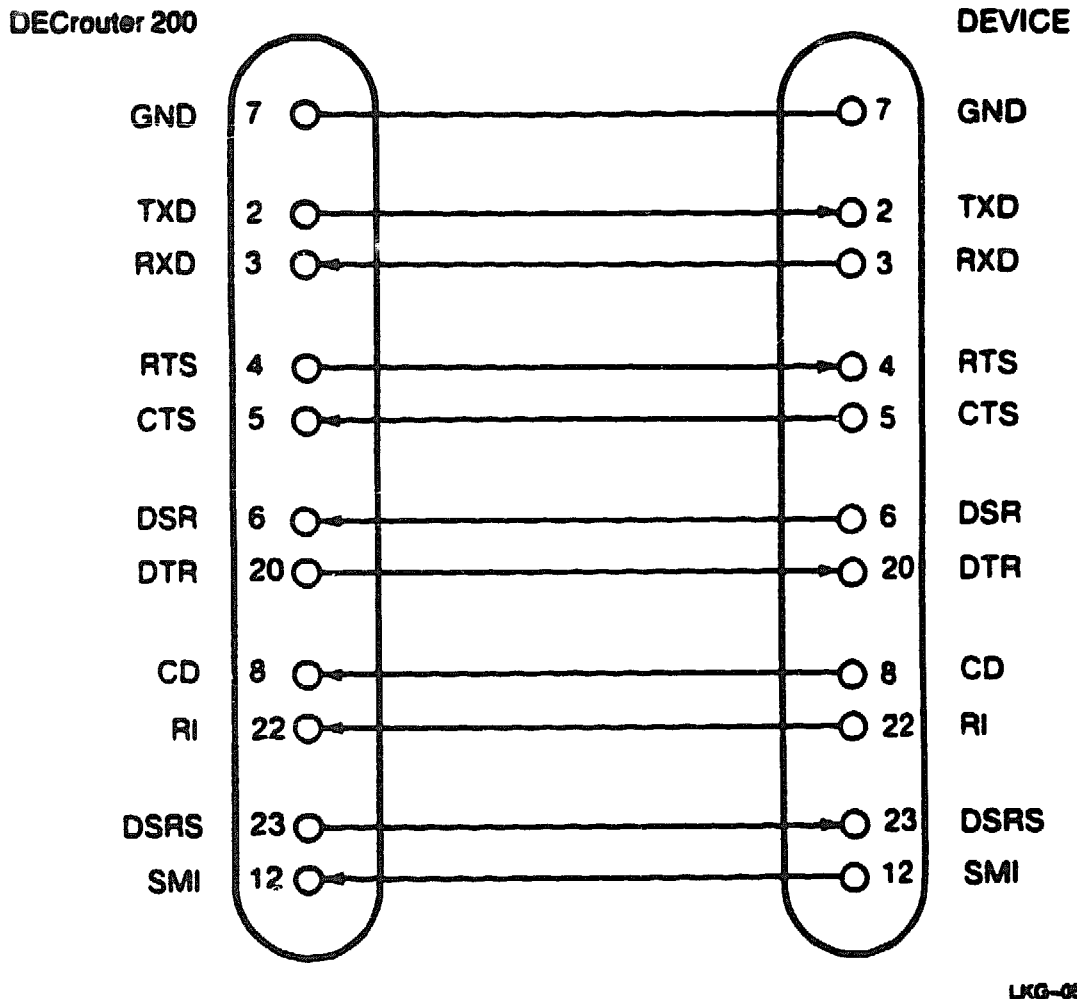 DECrouter 200 DEVICE
GND 7 7 GND
TXD 2 2 TXD
RXD 3 3 RXD
RTS 4 4 RTS
CTS 5 5 CTS
DSR 6 6 DSR
DTR 20 20 DTR
CD 8 8 CD
RI 22 22 RI
DSRS 23 23 DSRS
SMI 12 12 SMI